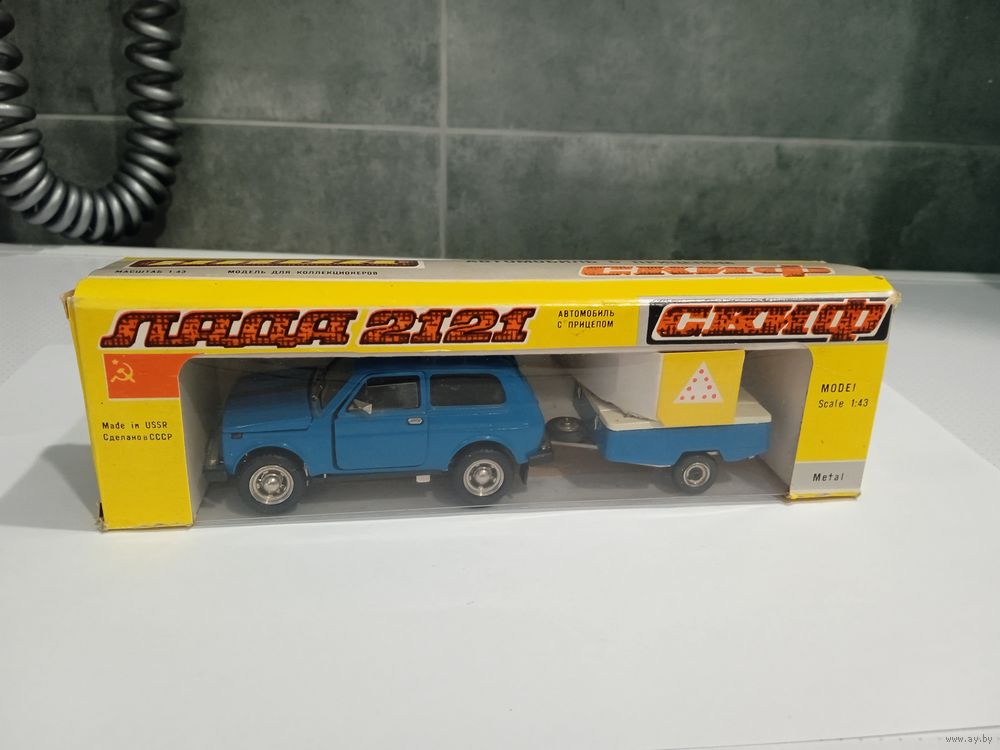 МАСШТАБ 1:43
МОДЕЛЬ ДЛЯ КОЛЛЕКЦИОНЕРОВ
СКИФ
ЛАДА 2121
АВТОМОБИЛЬ
С ПРИЦЕПОМ
СКИФ
Made in USSR
Сделано в СССР
MODEl
Scale 1:43
Metal
www.ay.by